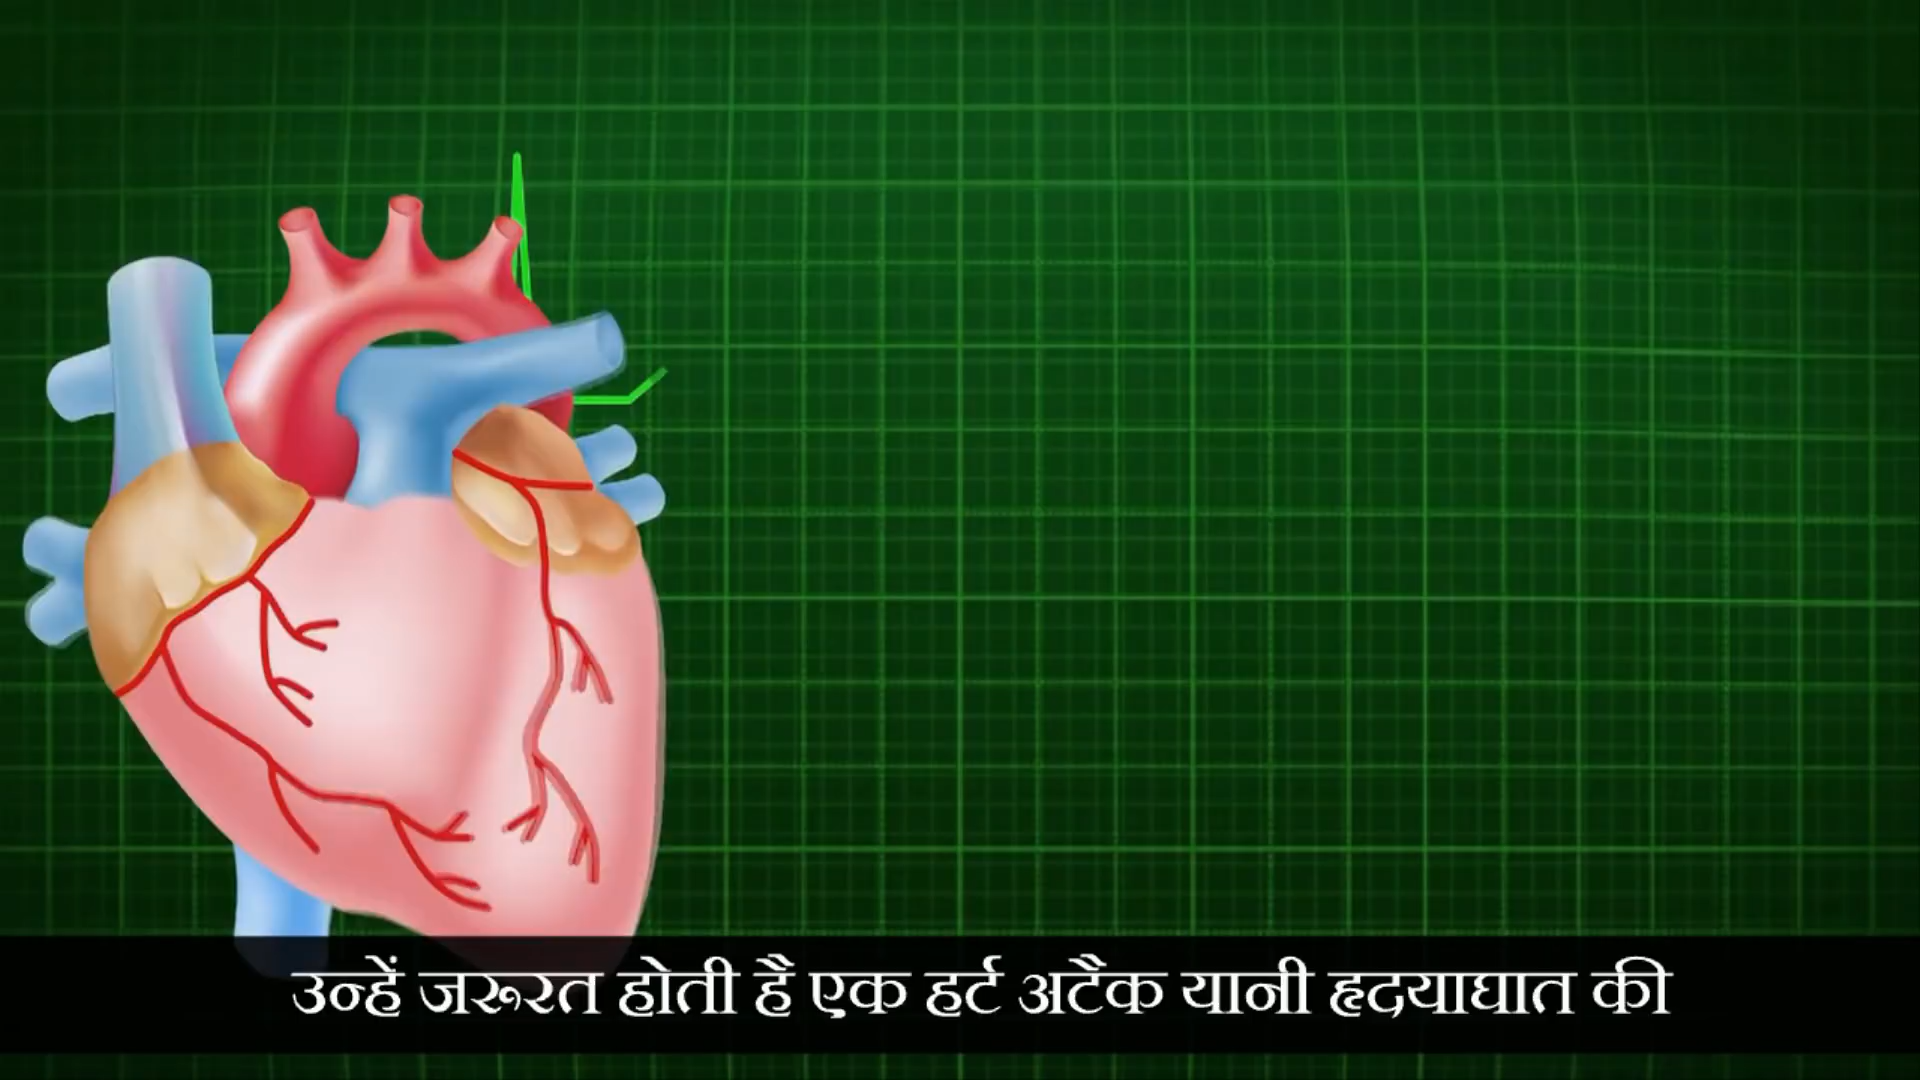 उन्हें जरूरत होती है एक हर्ट अटैक यानी हृदयाघात की